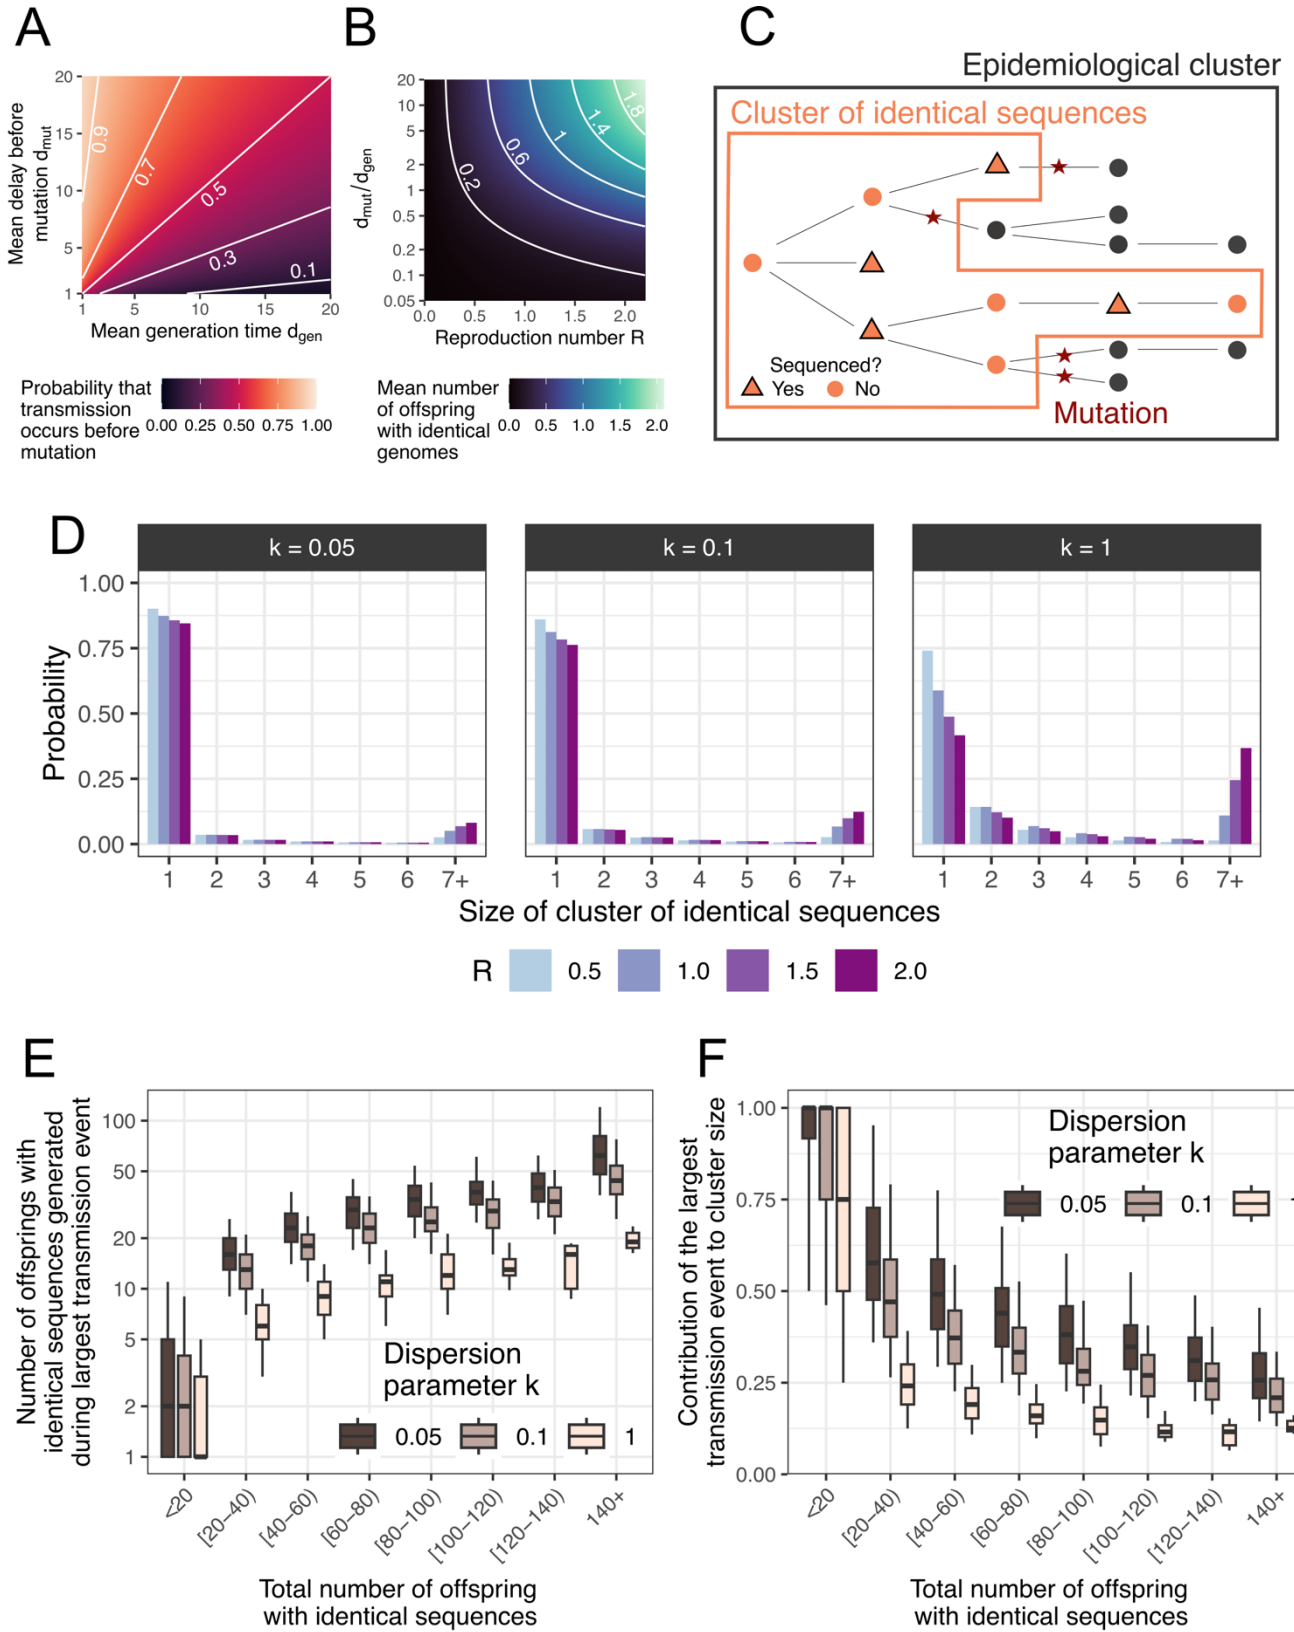 A
Mean delay before
mutation dmut
20
15
10
5
1
0.9
0.7
0.5
0.3
0.1
1
5
10
15
20
Mean generation time dgen
Probability that
transmission
occurs before
mutation
0.00 0.25 0.50 0.75 1.00
B
dmut/dgen
20
10
5
2
1
0.5
0.2
0.1
0.05
0.2
0.6
1
1.4
1.8
0.0
0.5
1.0
1.5
2.0
Reproduction number R
Mean number
of offspring
with identical
genomes
0.0 0.5 1.0 1.5 2.0
C
Epidemiological cluster
Cluster of identical sequences
Sequenced?
Yes
No
Mutation
D
k = 0.05
k = 0.1
k = 1
Probability
1.00
0.75
0.50
0.25
0.00
1 2 3 4 5 6 7+
1 2 3 4 5 6 7+
1 2 3 4 5 6 7+
Size of cluster of identical sequences
R
0.5
1.0
1.5
2.0
E
Number of offsprings with
identical sequences generated
during largest transmission event
100
50
20
10
5
2
1
Dispersion
parameter k
0.05
0.1
1
<20
[20−40)
[40−60)
[60−80)
[80−100)
[100−120)
[120−140)
140+
Total number of offspring
with identical sequences
F
Contribution of the largest
transmission event to cluster size
1.00
0.75
0.50
0.25
0.00
Dispersion
parameter k
0.05
0.1
<20
[20−40)
[40−60)
[60−80)
[80−100)
[100−120)
[120−140)
140+
Total number of offspring
with identical sequences